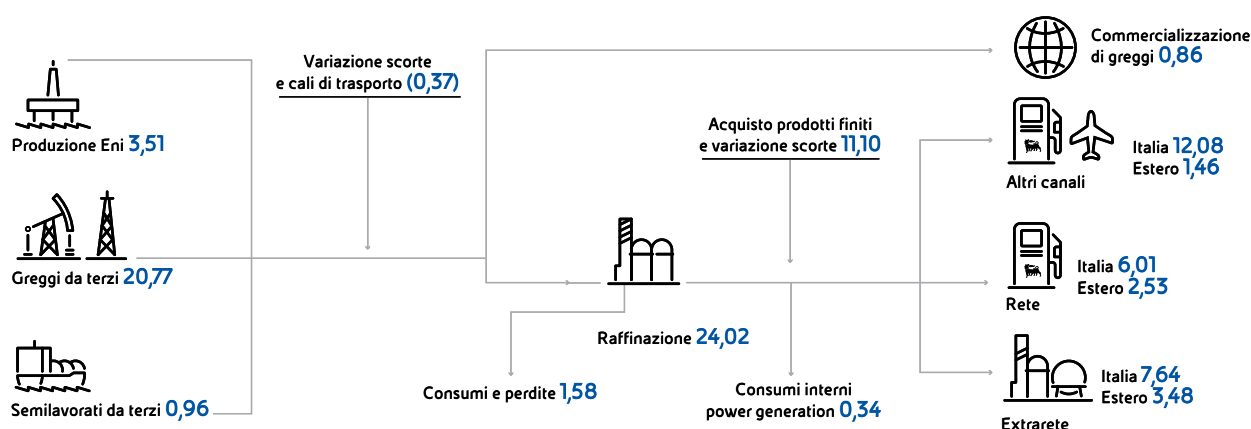 Produzione Eni 3,51
Greggi da terzi 20,77
Semilavorati da terzi 0,96
Variazione scorte
e cali di trasporto (0,37)
Raffinazione 24,02
Consumi e perdite 1,58
Acquisto prodotti finiti
e variazione scorte 11,10
Consumi interni
power generation 0,34
Commercializzazione
di greggi 0,86
Italia 12,08
Estero 1,46
Altri canali
Italia 6,01
Estero 2,53
Rete
Italia 7,64
Estero 3,48
Extrarete